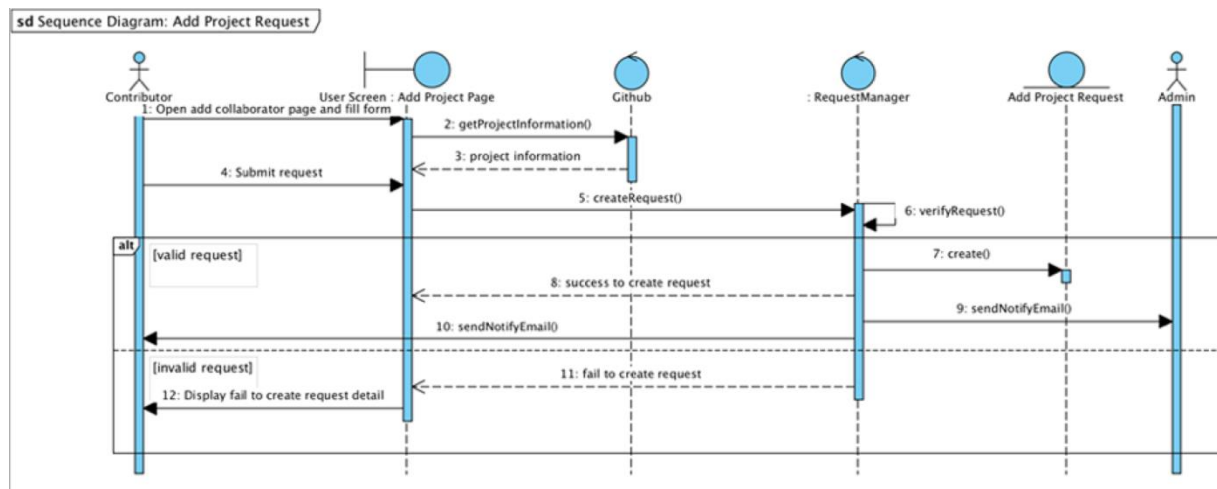 sd Sequence Diagram: Add Project Request
Contributor
User Screen : Add Project Page
Github
: RequestManager
Add Project Request
Admin
1: Open add collaborator page and fill form
2: getProjectInformation()
3: project information
4: Submit request
5: createRequest()
6: verifyRequest()
alt
[valid request]
7: create()
8: success to create request
9: sendNotifyEmail()
10: sendNotifyEmail()
[invalid request]
11: fail to create request
12: Display fail to create request detail